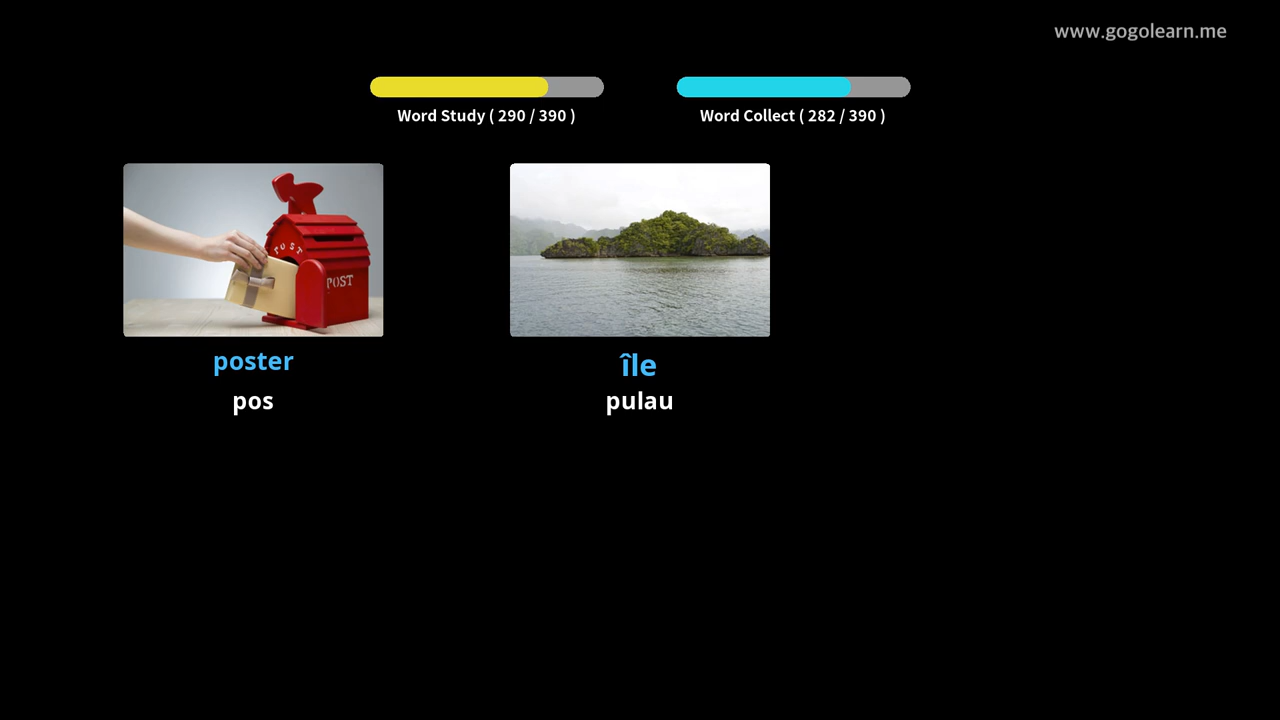 www.gogolearn.me
Word Study ( 290 / 390 )
Word Collect ( 282 / 390 )
POST
POST
poster
île
pos
pulau